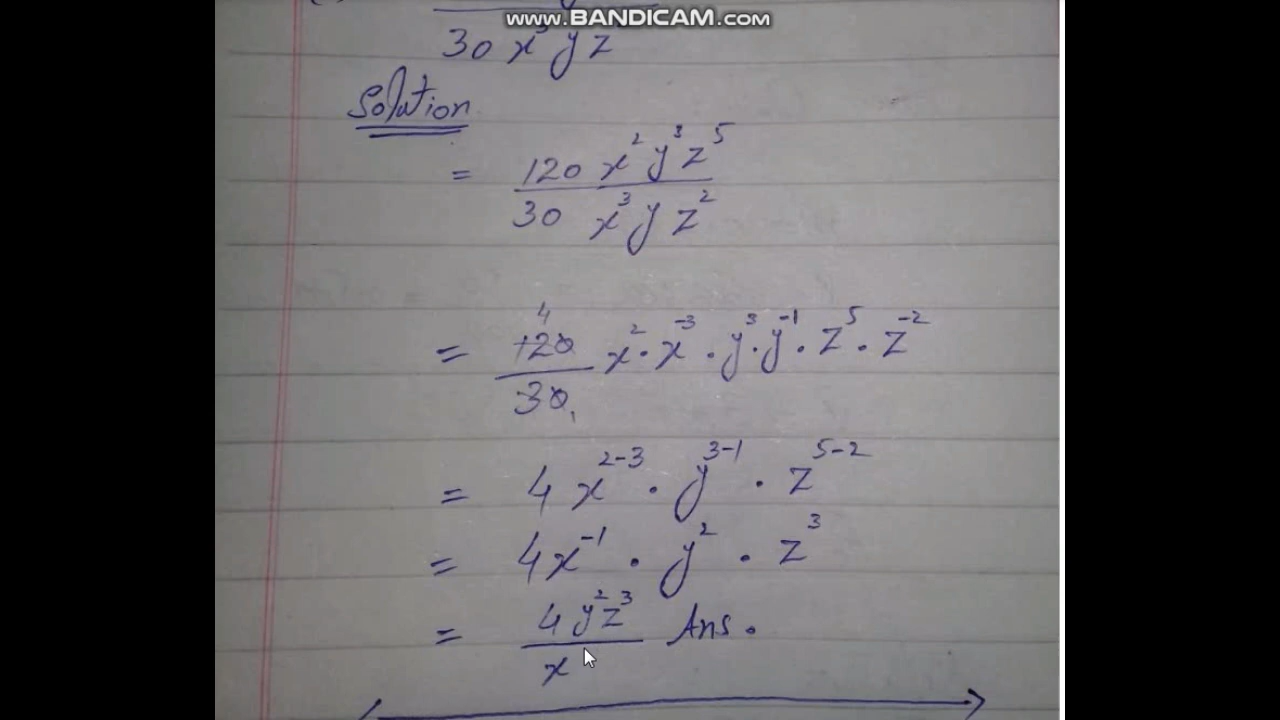 www.BANDICAM.com
30 x³ y z
Solution
= 120 x² y³ z⁵ / 30 x³ y z²
= 120 / 30 x² · x⁻³ · y³ · y⁻¹ · z⁵ · z⁻²
4
1
= 4 x²⁻³ · y³⁻¹ · z⁵⁻²
= 4x⁻¹ · y² · z³
= 4 y² z³ / x Ans.